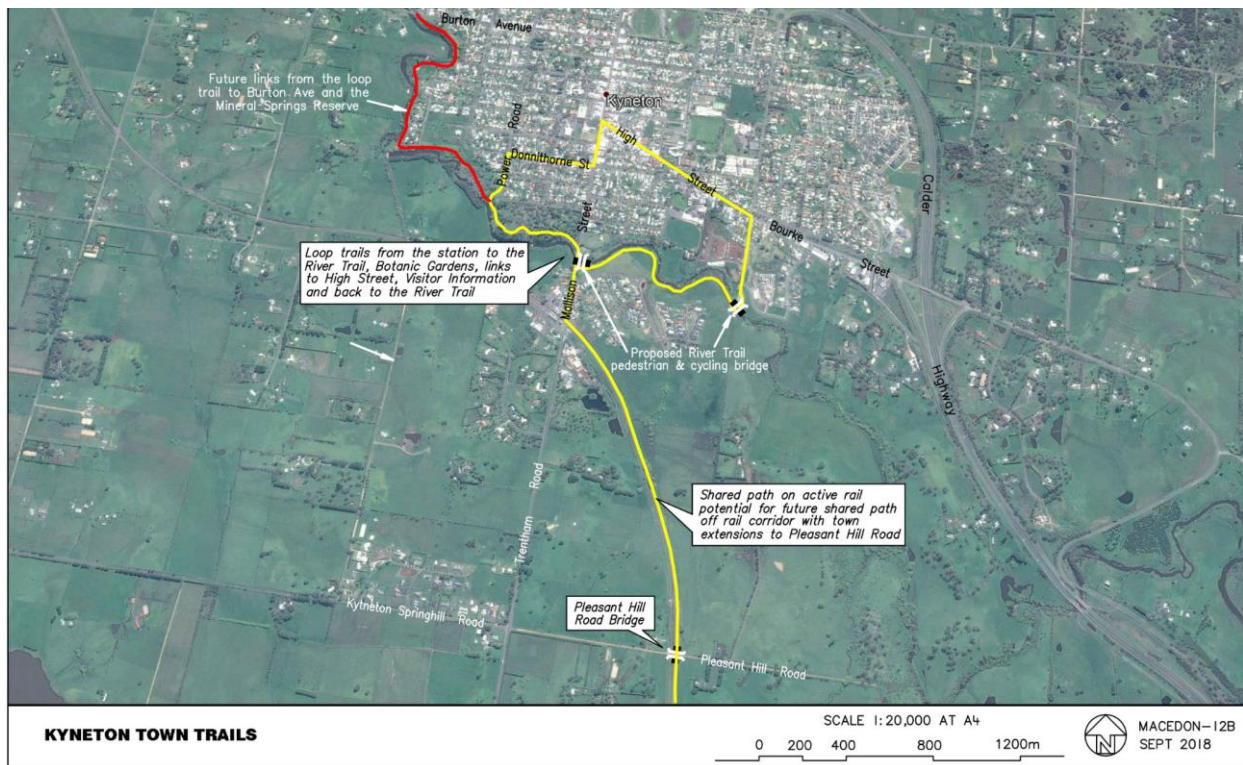 Burton Avenue
Future links from the loop
trail to Burton Ave and the
Mineral Springs Reserve
Road
Kyneton
High
Street
Donnithorne St
Powell
Calder
Bourke
Street
Street
Loop trails from the station to the
River Trail, Botanic Gardens, links
to High Street, Visitor Information
and back to the River Trail
Mollison
Proposed River Trail
pedestrian & cycling bridge
Highway
Trentham Road
Shared path on active rail
potential for future shared path
off rail corridor with town
extensions to Pleasant Hill Road
Kytneton Springhill Road
Pleasant Hill
Road Bridge
Pleasant Hill Road
KYNETON TOWN TRAILS
SCALE 1:20,000 AT A4
0 200 400 800 1200m
N
MACEDON-12B
SEPT 2018